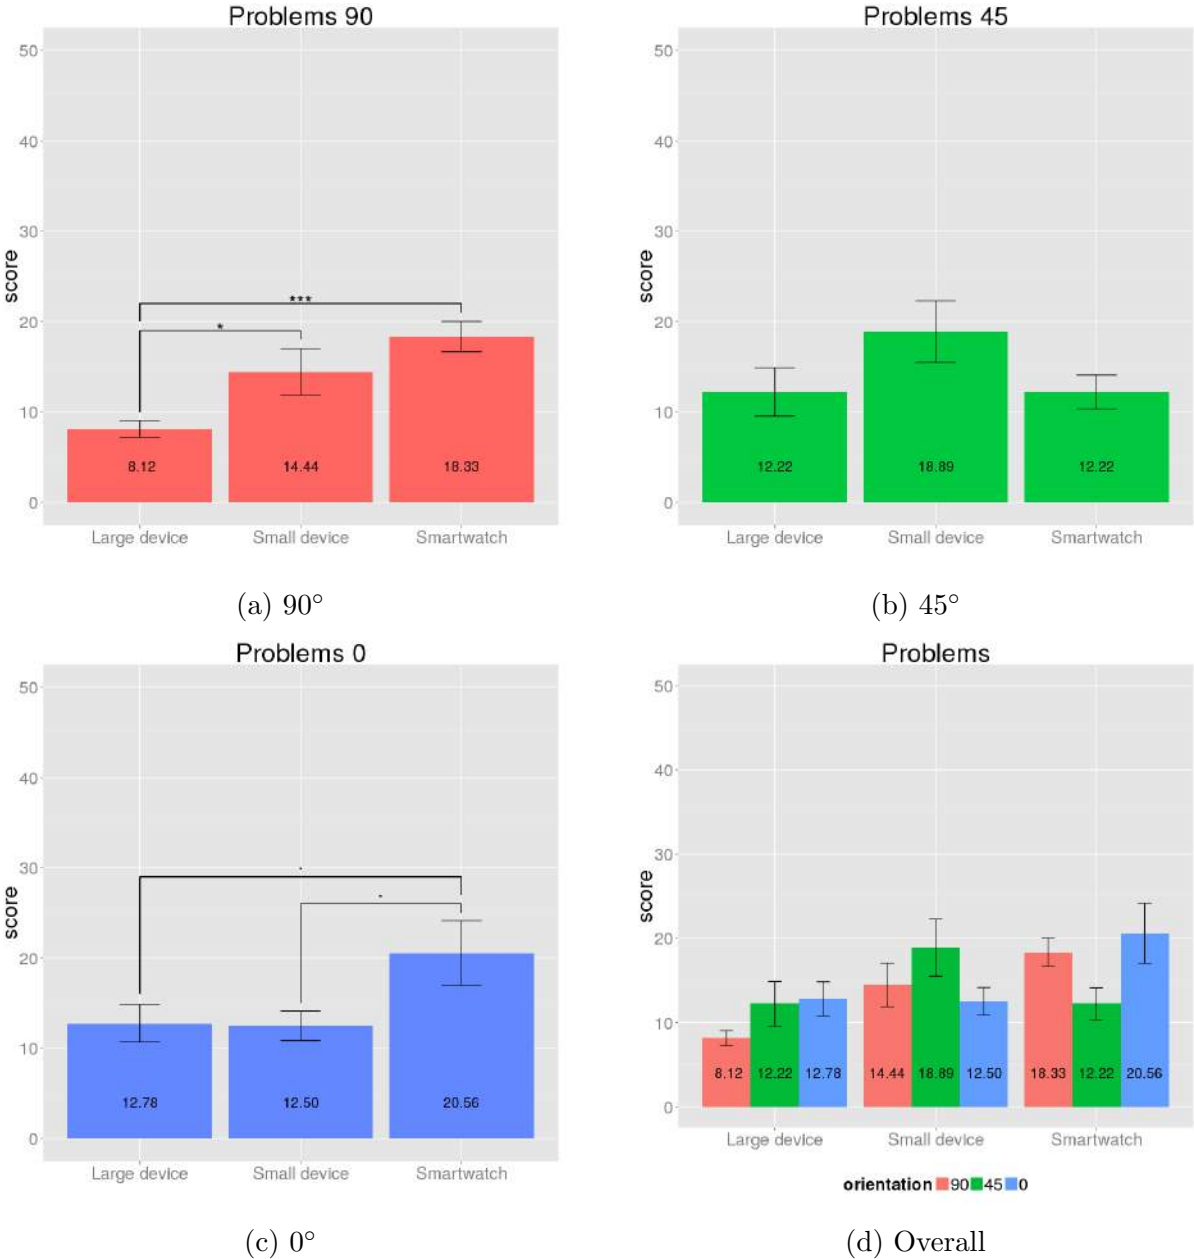 Problems 90
50
40
30
20
10
0
score
***
*
8.12
14.44
18.33
Large device
Small device
Smartwatch
(a) 90°
Problems 45
50
40
30
20
10
0
score
12.22
18.89
12.22
Large device
Small device
Smartwatch
(b) 45°
Problems 0
50
40
30
20
10
0
score
.
.
12.78
12.50
20.56
Large device
Small device
Smartwatch
(c) 0°
Problems
50
40
30
20
10
0
score
8.12
12.22
12.78
14.44
18.89
12.50
18.33
12.22
20.56
Large device
Small device
Smartwatch
orientation 90 45 0
(d) Overall